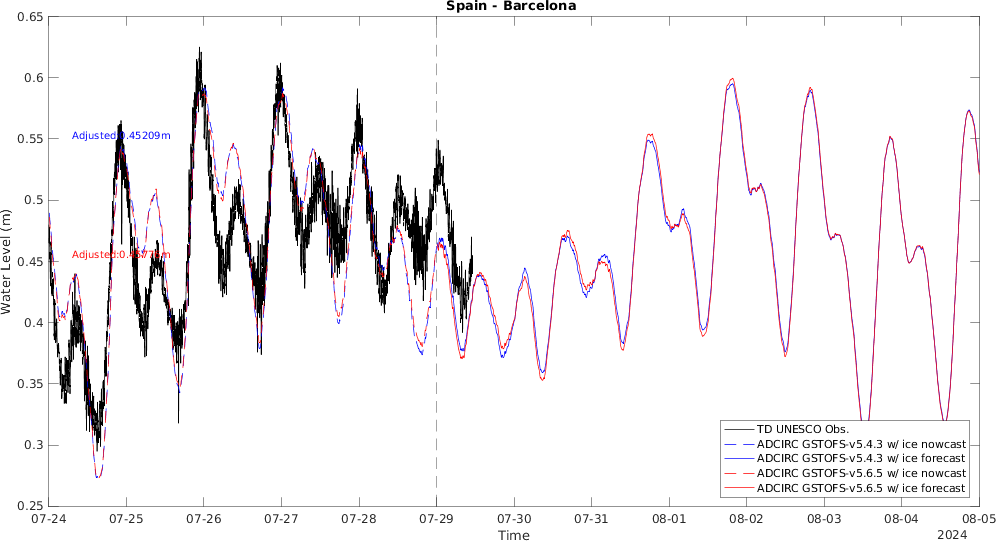 Spain - Barcelona
0.65
0.6
0.55
0.5
0.45
0.4
0.35
0.3
0.25
Water Level (m)
Adjusted:0.45209m
07-24
07-25
07-26
07-27
07-28
07-29
07-30
07-31
08-01
08-02
08-03
08-04
08-05
Time
2024
TD UNESCO Obs.
ADCIRC GSTOFS-v5.4.3 w/ ice nowcast
ADCIRC GSTOFS-v5.4.3 w/ ice forecast
ADCIRC GSTOFS-v5.6.5 w/ ice nowcast
ADCIRC GSTOFS-v5.6.5 w/ ice forecast